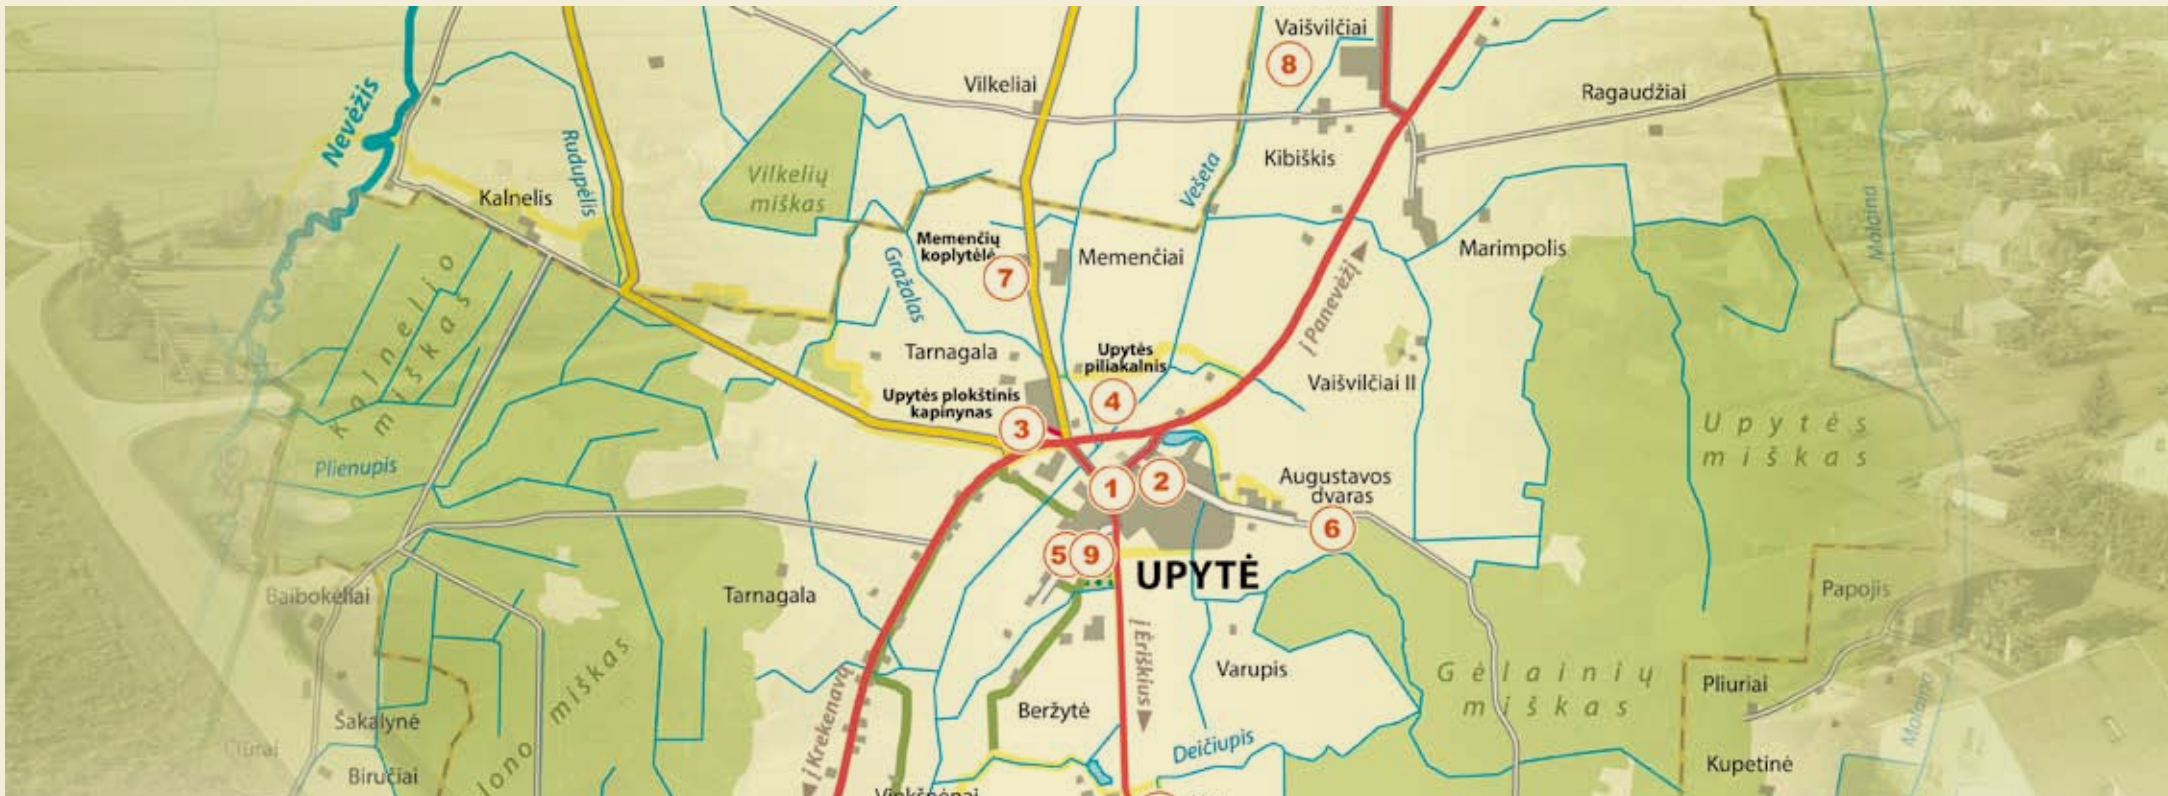 Vaišvilčiai
8
Nevėžis
Vilkeliai
Ragaudžiai
Rudupėlis
Kibiškis
Vilkelių
miškas
Kalnelis
Vešeta
Molaina
Memenčių
koplytėlė
7
Memenčiai
Marimpolis
Gražalas
Kalnelio
miškas
Į Panevėžį
Tarnagala
Upytės
piliakalnis
4
Vaišvilčiai II
Upytės plokštinis
kapinynas
3
Upytės
miškas
Plienupis
1
2
Augustavos
dvaras
6
5
9
UPYTĖ
Baibokėliai
Tarnagala
Papojis
miškas
Į Ėriškius
Varupis
Gėlainių
miškas
Pliuriai
Šakalynė
Beržytė
Į Krekenavą
Deičiupis
Molaina
Biručiai
Kupetinė